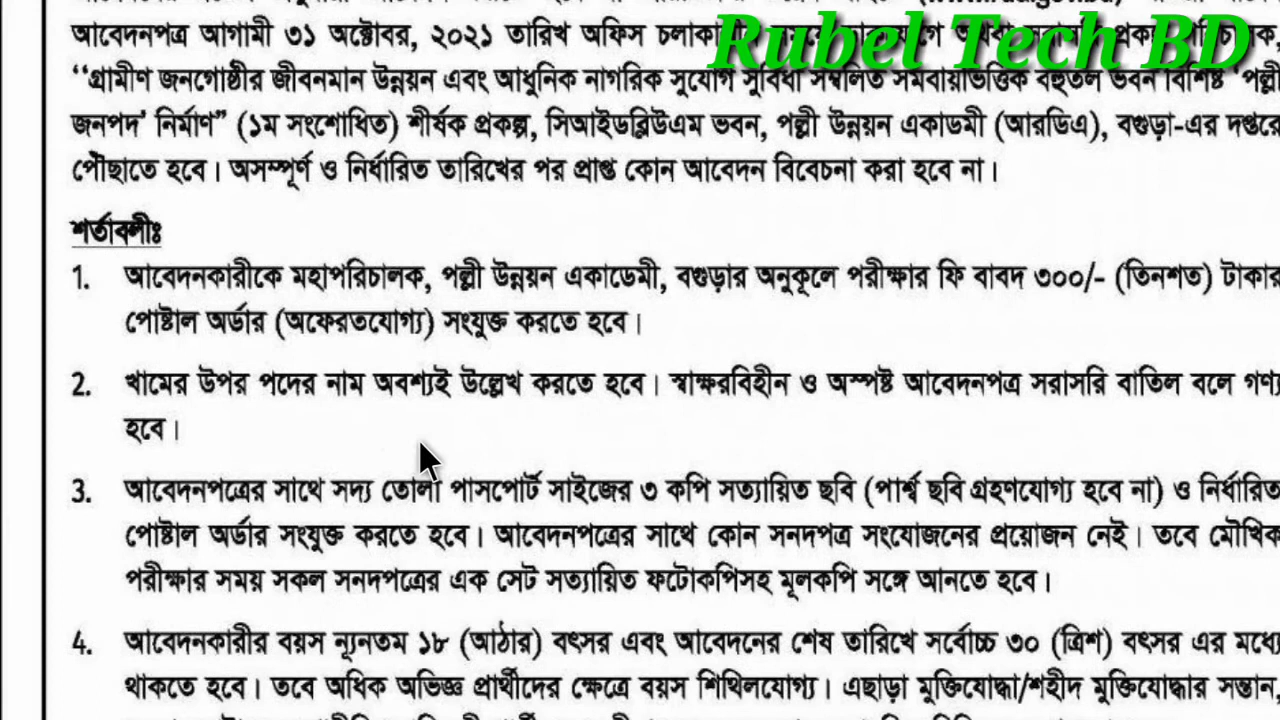 Rubel Tech BD
আবেদনপত্র আগামী ৩১ অক্টোবর, ২০২১ তারিখ অফিস
“গ্রামীণ জনগোষ্ঠীর জীবনমান উন্নয়ন এবং আধুনিক নাগরিক সুযোগ সুবিধা সম্বলিত সমবায়ভিত্তিক বহুতল ভবন বিশিষ্ট ‘পল্লী
জনপদ’ নির্মাণ” (১ম সংশোধিত) শীর্ষক প্রকল্প, সিআইডব্লিউএম ভবন, পল্লী উন্নয়ন একাডমী (আরডিএ), বগুড়া-এর দপ্তরে
পৌঁছাতে হবে। অসম্পূর্ণ ও নির্ধারিত তারিখের পর প্রাপ্ত কোন আবেদন বিবেচনা করা হবে না।
শর্তাবলীঃ
1. আবেদনকারীকে মহাপরিচালক, পল্লী উন্নয়ন একাডেমী, বগুড়ার অনুকূলে পরীক্ষার ফি বাবদ ৩০০/- (তিনশত) টাকার
পোষ্টাল অর্ডার (অফেরতযোগ্য) সংযুক্ত করতে হবে।
2. খামের উপর পদের নাম অবশ্যই উল্লেখ করতে হবে। স্বাক্ষরবিহীন ও অস্পষ্ট আবেদনপত্র সরাসরি বাতিল বলে গণ্য
হবে।
3. আবেদনপত্রের সাথে সদ্য তোলা পাসপোর্ট সাইজের ৩ কপি সত্যায়িত ছবি (পার্শ্ব ছবি গ্রহণযোগ্য হবে না) ও নির্ধারিত
পোষ্টাল অর্ডার সংযুক্ত করতে হবে। আবেদনপত্রের সাথে কোন সনদপত্র সংযোজনের প্রয়োজন নেই। তবে মৌখিক
পরীক্ষার সময় সকল সনদপত্রের এক সেট সত্যায়িত ফটোকপিসহ মূলকপি সঙ্গে আনতে হবে।
4. আবেদনকারীর বয়স ন্যূনতম ১৮ (আঠার) বৎসর এবং আবেদনের শেষ তারিখে সর্বোচ্চ ৩০ (ত্রিশ) বৎসর এর মধ্যে
থাকতে হবে। তবে অধিক অভিজ্ঞ প্রার্থীদের ক্ষেত্রে বয়স শিথিলযোগ্য। এছাড়া মুক্তিযোদ্ধা/শহীদ মুক্তিযোদ্ধার সন্তান,